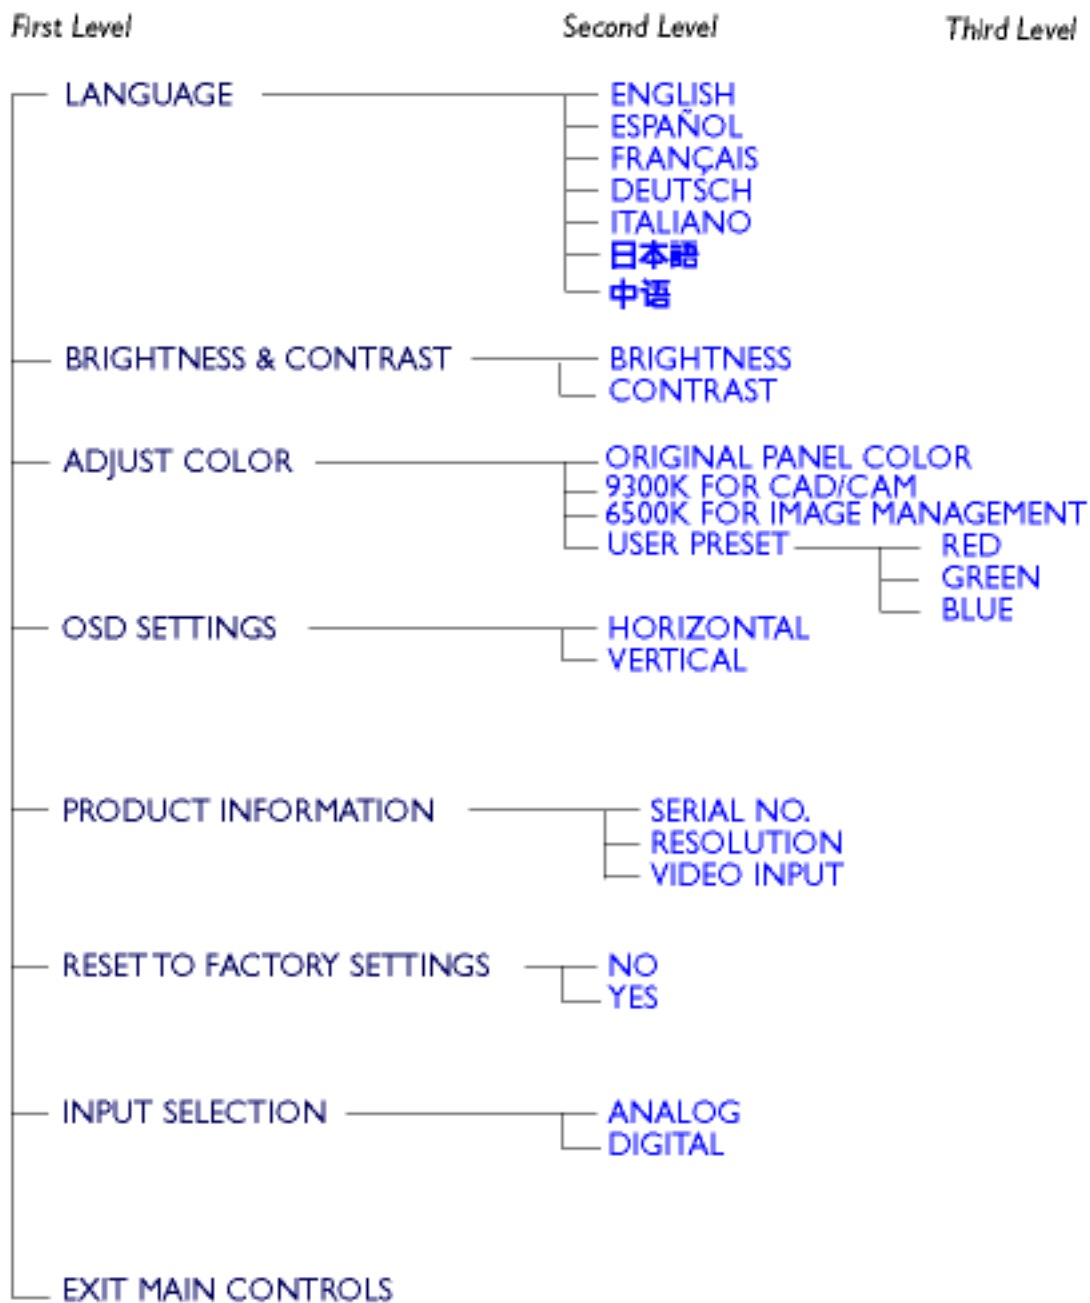 First Level Second Level Third Level
LANGUAGE ENGLISH
ESPAÑOL
FRANÇAIS
DEUTSCH
ITALIANO
日本語
中语
BRIGHTNESS & CONTRAST BRIGHTNESS
CONTRAST
ADJUST COLOR ORIGINAL PANEL COLOR
9300K FOR CAD/CAM
6500K FOR IMAGE MANAGEMENT
USER PRESET RED
GREEN
BLUE
OSD SETTINGS HORIZONTAL
VERTICAL
PRODUCT INFORMATION SERIAL NO.
RESOLUTION
VIDEO INPUT
RESET TO FACTORY SETTINGS NO
YES
INPUT SELECTION ANALOG
DIGITAL
EXIT MAIN CONTROLS